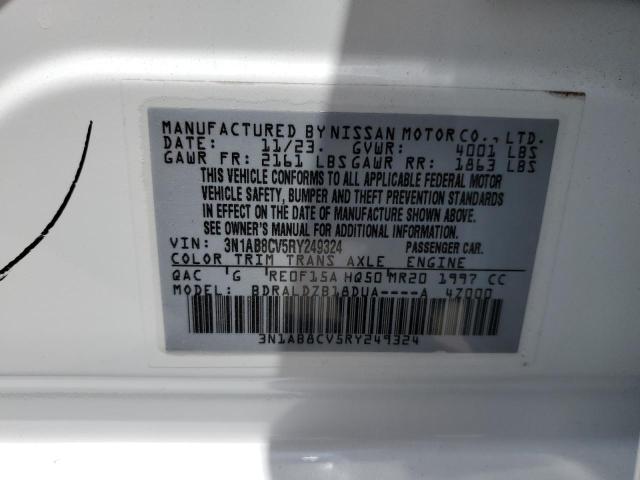 MANUFACTURED BY NISSAN MOTOR CO., LTD.
DATE: 11/23. GVWR: 4001 LBS
GAWR FR: 2161 LBS GAWR RR: 1863 LBS
THIS VEHICLE CONFORMS TO ALL APPLICABLE FEDERAL MOTOR
VEHICLE SAFETY, BUMPER AND THEFT PREVENTION STANDARDS
IN EFFECT ON THE DATE OF MANUFACTURE SHOWN ABOVE.
SEE OWNER'S MANUAL FOR ADDITIONAL INFORMATION.
VIN: 3N1AB8CV5RY249324 PASSENGER CAR.
COLOR TRIM TRANS AXLE ENGINE
QAC G RE0F15A HQ50 MR20 1997 CC
MODEL: BDRALDZB18DUA----A 4Z000
3N1AB8CV5RY249324